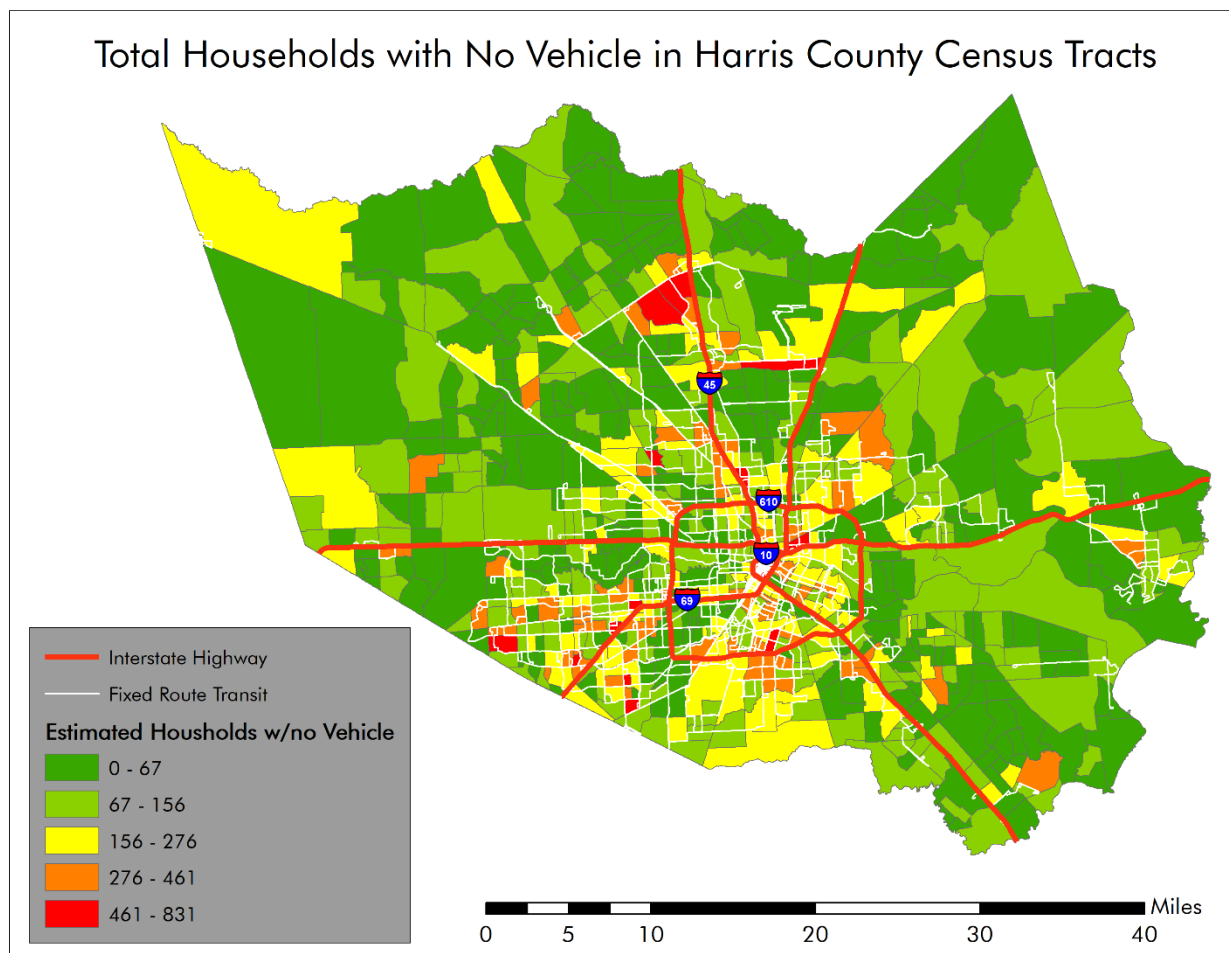 Total Households with No Vehicle in Harris County Census Tracts
45
610
10
69
Interstate Highway
Fixed Route Transit
Estimated Housholds w/no Vehicle
0 - 67
67 - 156
156 - 276
276 - 461
461 - 831
Miles
0 5 10 20 30 40